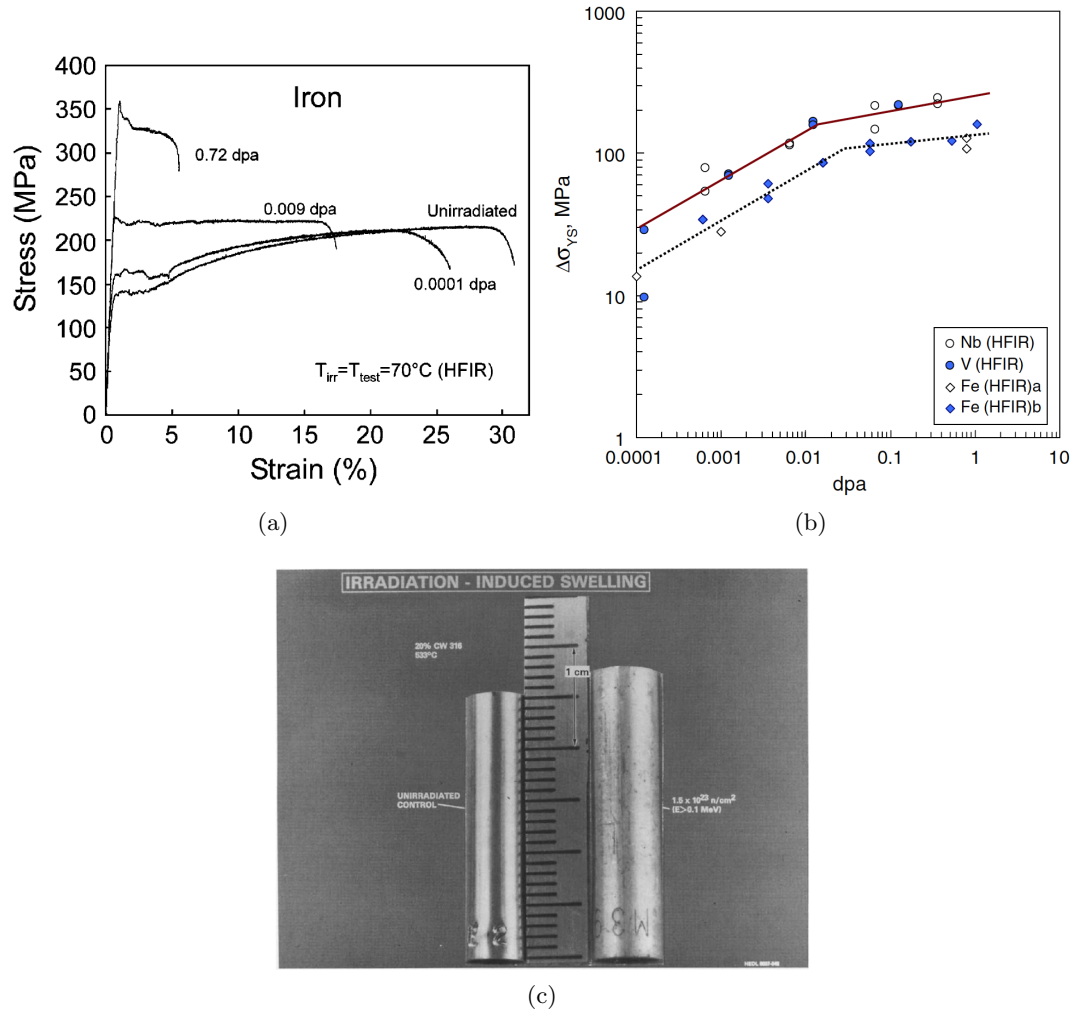 Iron
400
350
300
250
200
150
100
50
0
0.72 dpa
0.009 dpa
Unirradiated
0.0001 dpa
T_irr=T_test=70°C (HFIR)
0 5 10 15 20 25 30
Strain (%)
Stress (MPa)
(a)
1000
100
10
1
Δσ_YS, MPa
Nb (HFIR)
V (HFIR)
Fe (HFIR)a
Fe (HFIR)b
0.0001 0.001 0.01 0.1 1 10
dpa
(b)
IRRADIATION - INDUCED SWELLING
20% CW 316
533°C
1 cm
UNIRRADIATED
CONTROL
1.5 x 10²³ n/cm²
(E>0.1 MeV)
(c)